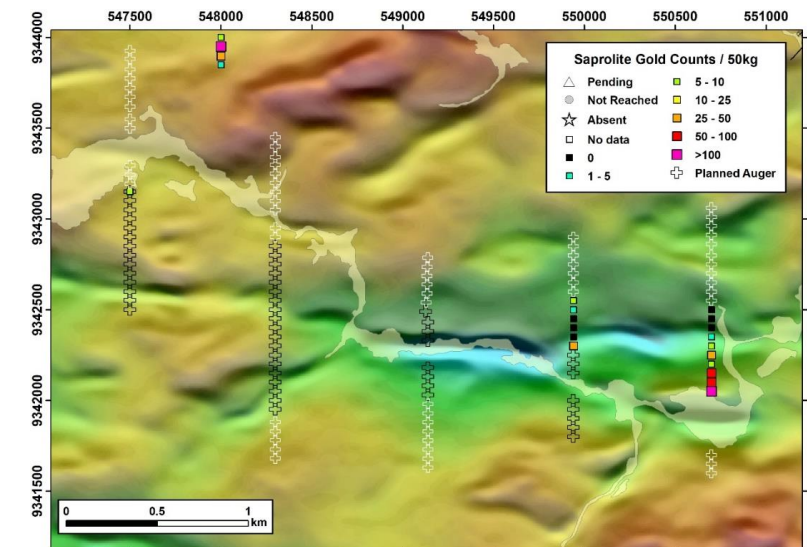 547500 548000 548500 549000 549500 550000 550500 551000
9344000
9343500
9343000
9342500
9342000
9341500
Saprolite Gold Counts / 50kg
Pending
Not Reached
Absent
No data
0
1 - 5
5 - 10
10 - 25
25 - 50
50 - 100
>100
Planned Auger
0 0.5 1
km